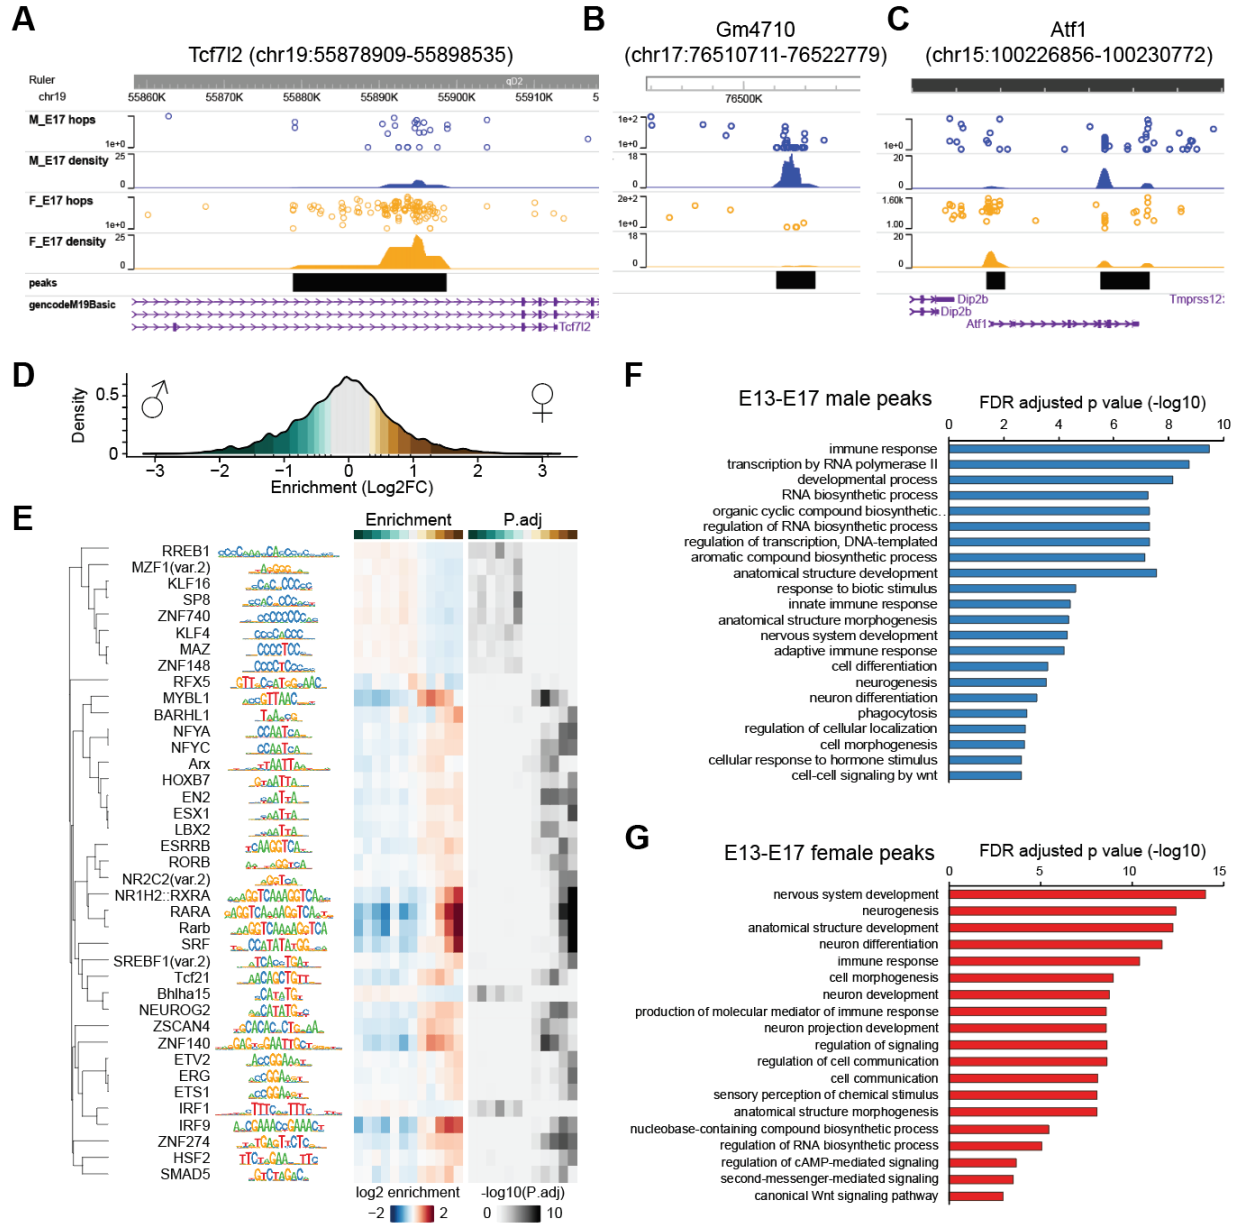 A
Tcf7l2 (chr19:55878909-55898535)
Ruler
qD2
chr19
55860K 55870K 55880K 55890K 55900K 55910K 5
M_E17 hops
1e+0
M_E17 density
25
0
F_E17 hops
1e+0
F_E17 density
25
0
peaks
gencodeM19Basic
Tcf7l2
B
Gm4710
(chr17:76510711-76522779)
76500K
1e+2
1e+0
18
0
2e+2
1e+0
18
0
C
Atf1
(chr15:100226856-100230772)
1e+2
1e+0
20
0
1.60k
1.00
20
0
Dip2b
Tmprss12:
Dip2b
Atf1
D
Density
0.5
0
−3 −2 −1 0 1 2 3
Enrichment (Log2FC)
E
Enrichment P.adj
RREB1
MZF1(var.2)
KLF16
SP8
ZNF740
KLF4
MAZ
ZNF148
RFX5
MYBL1
BARHL1
NFYA
NFYC
Arx
HOXB7
EN2
ESX1
LBX2
ESRRB
RORB
NR2C2(var.2)
NR1H2::RXRA
RARA
Rarb
SRF
SREBF1(var.2)
Tcf21
Bhlha15
NEUROG2
ZSCAN4
ZNF140
ETV2
ERG
ETS1
IRF1
IRF9
ZNF274
HSF2
SMAD5
log2 enrichment
−2 2
-log10(P.adj)
0 10
F
E13-E17 male peaks
FDR adjusted p value (-log10)
0 2 4 6 8 10
immune response
transcription by RNA polymerase II
developmental process
RNA biosynthetic process
organic cyclic compound biosynthetic..
regulation of RNA biosynthetic process
regulation of transcription, DNA-templated
aromatic compound biosynthetic process
anatomical structure development
response to biotic stimulus
innate immune response
anatomical structure morphogenesis
nervous system development
adaptive immune response
cell differentiation
neurogenesis
neuron differentiation
phagocytosis
regulation of cellular localization
cell morphogenesis
cellular response to hormone stimulus
cell-cell signaling by wnt
G
E13-E17 female peaks
FDR adjusted p value (-log10)
0 5 10 15
nervous system development
neurogenesis
anatomical structure development
neuron differentiation
immune response
cell morphogenesis
neuron development
production of molecular mediator of immune response
neuron projection development
regulation of signaling
regulation of cell communication
cell communication
sensory perception of chemical stimulus
anatomical structure morphogenesis
nucleobase-containing compound biosynthetic process
regulation of RNA biosynthetic process
regulation of cAMP-mediated signaling
second-messenger-mediated signaling
canonical Wnt signaling pathway